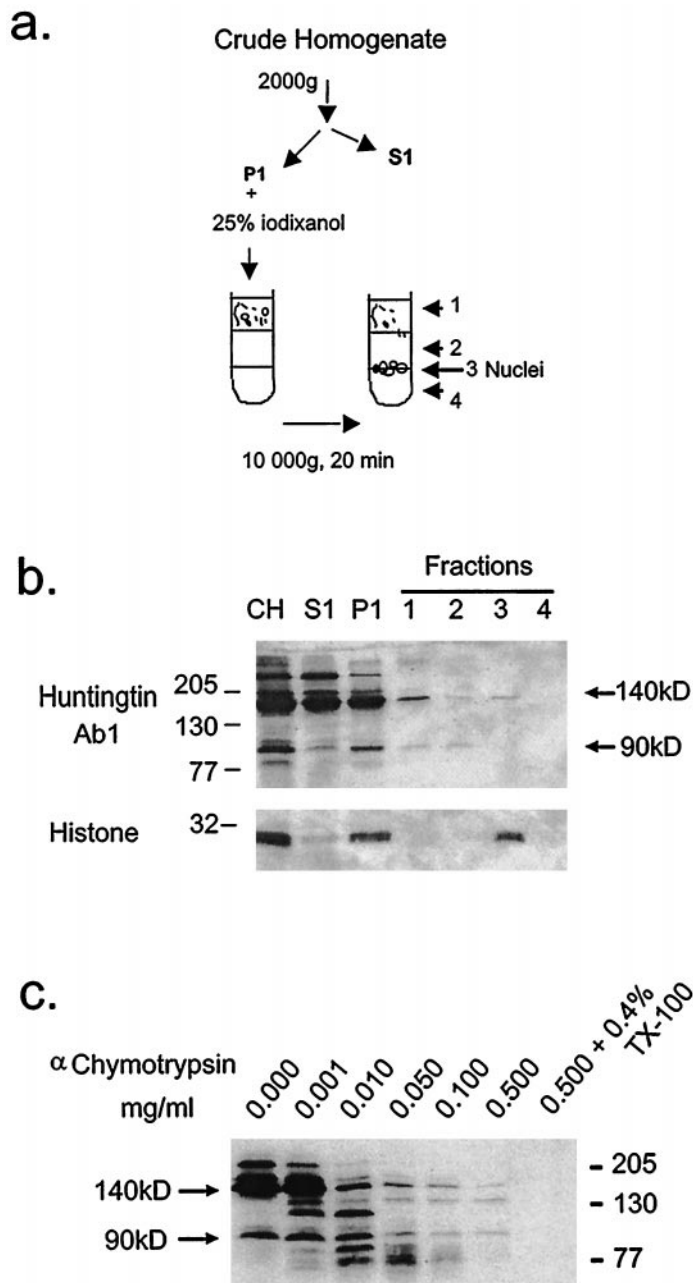 a.
Crude Homogenate
2000g
S1
P1
+
25% iodixanol
1
2
3 Nuclei
4
10 000g, 20 min
b.
Fractions
CH S1 P1 1 2 3 4
Huntingtin
Ab1
205
130
77
140kD
90kD
Histone
32
c.
α Chymotrypsin
mg/ml
0.000 0.001 0.010 0.050 0.100 0.500 0.500 + 0.4%
TX-100
140kD
90kD
205
130
77